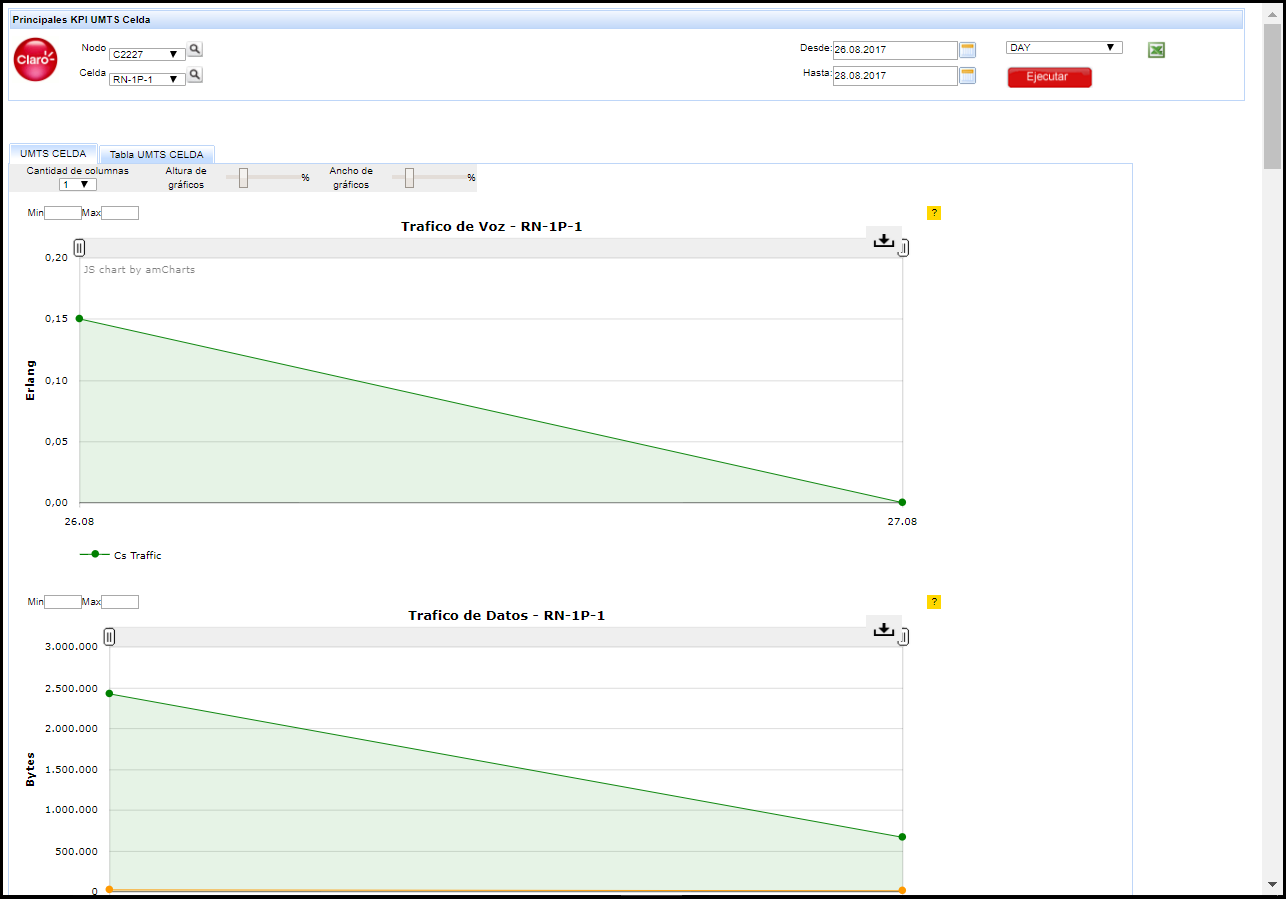 Principales KPI UMTS Celda
Claro
Nodo C2227
Celda RN-1P-1
Desde: 26.08.2017
Hasta: 28.08.2017
DAY
Ejecutar
UMTS CELDA
Tabla UMTS CELDA
Cantidad de columnas
1
Altura de
gráficos
%
Ancho de
gráficos
%
Min Max
?
Trafico de Voz - RN-1P-1
JS chart by amCharts
0,20
0,15
0,10
0,05
0,00
Erlang
26.08
27.08
Cs Traffic
Min Max
?
Trafico de Datos - RN-1P-1
3.000.000
2.500.000
2.000.000
1.500.000
1.000.000
500.000
0
Bytes